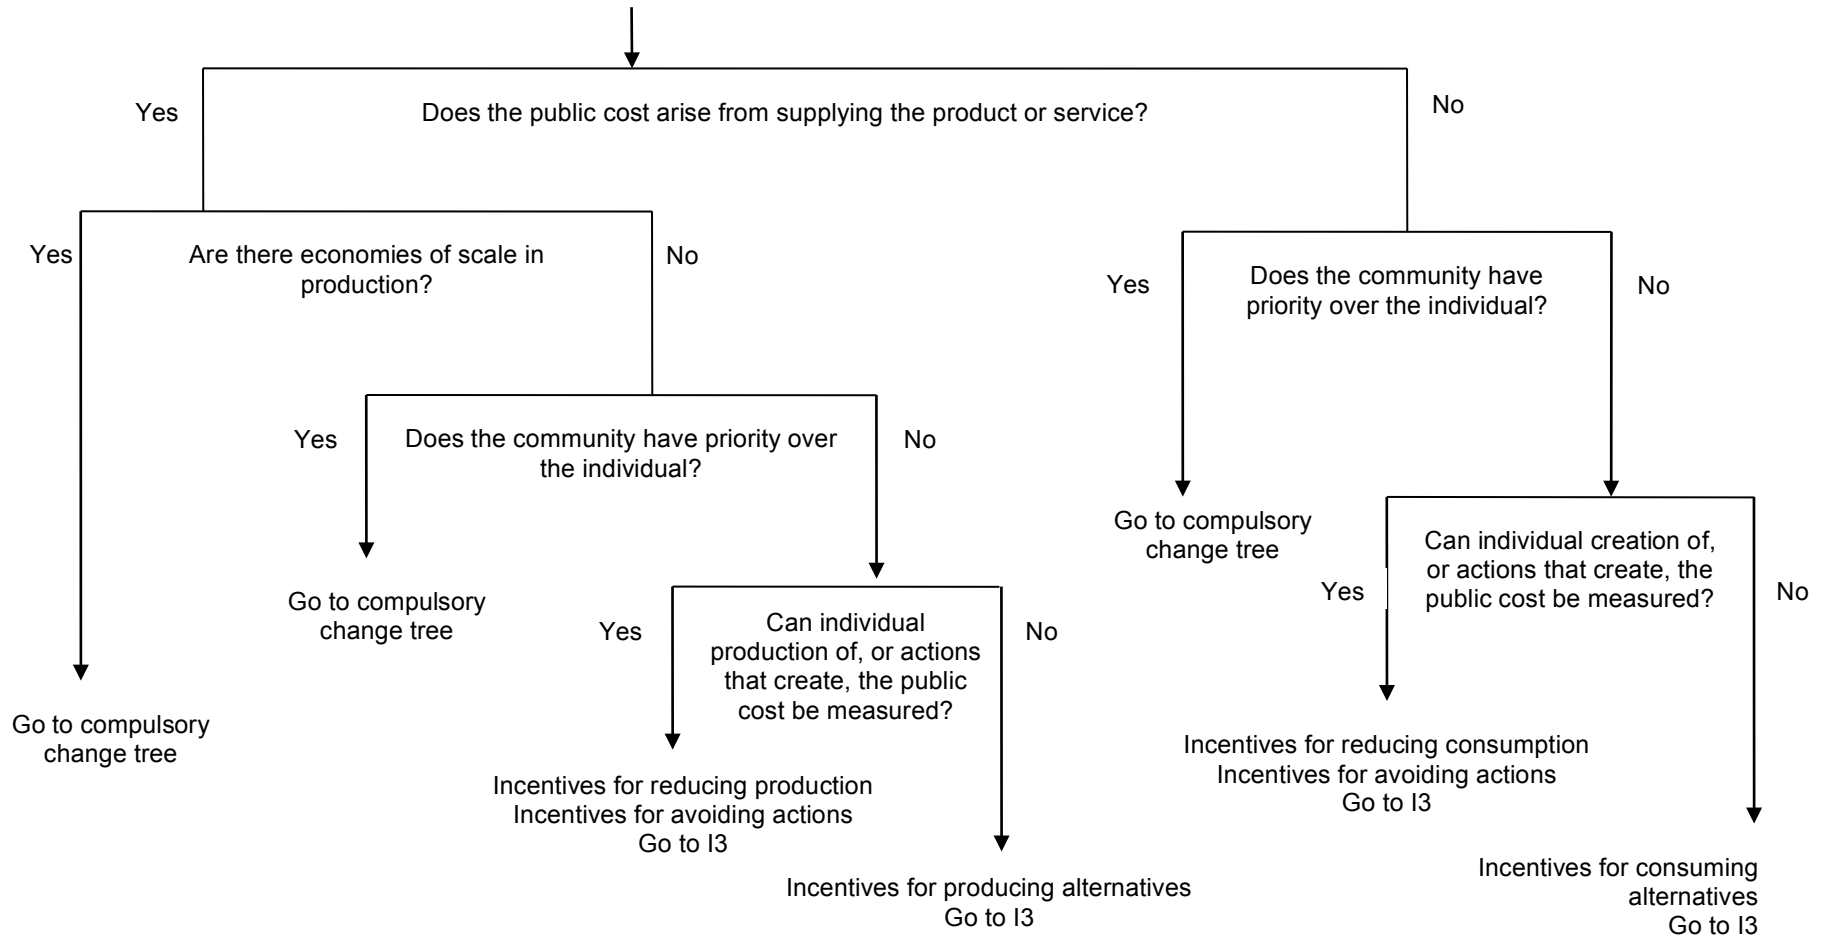 Yes
Does the public cost arise from supplying the product or service?
No
Yes
Are there economies of scale in
production?
No
Yes
Does the community have
priority over the individual?
No
Yes
Does the community have priority over
the individual?
No
Go to compulsory
change tree
Can individual creation of,
or actions that create, the
public cost be measured?
Yes
No
Go to compulsory
change tree
Yes
Can individual
production of, or actions
that create, the public
cost be measured?
No
Go to compulsory
change tree
Incentives for reducing production
Incentives for avoiding actions
Go to I3
Incentives for reducing consumption
Incentives for avoiding actions
Go to I3
Incentives for producing alternatives
Go to I3
Incentives for consuming
alternatives
Go to I3